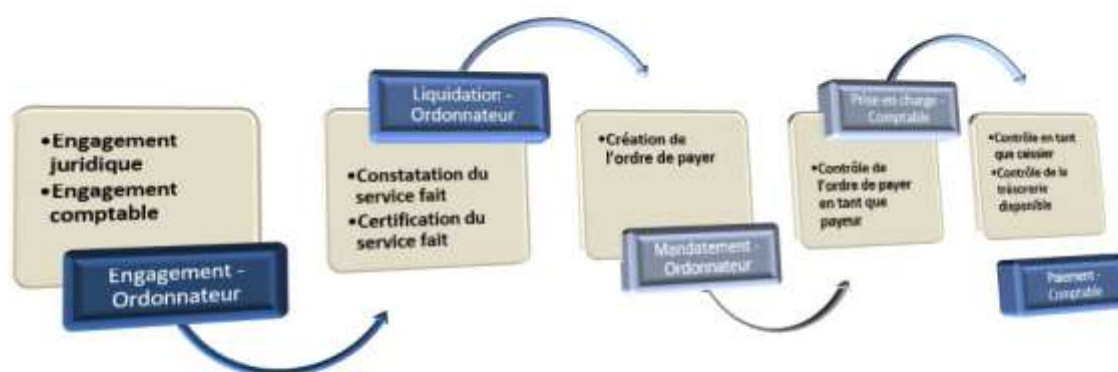 •Engagement
juridique
•Engagement
comptable
Engagement -
Ordonnateur
Liquidation -
Ordonnateur
•Constatation du
service fait
•Certification du
service fait
•Création de
l'ordre de payer
Mandatement -
Ordonnateur
Prise en charge -
Comptable
•Contrôle de
l'ordre de payer
en tant que
payeur
•Contrôle en tant
que caissier
•Contrôle de la
trésorerie
disponible
Paiement -
Comptable